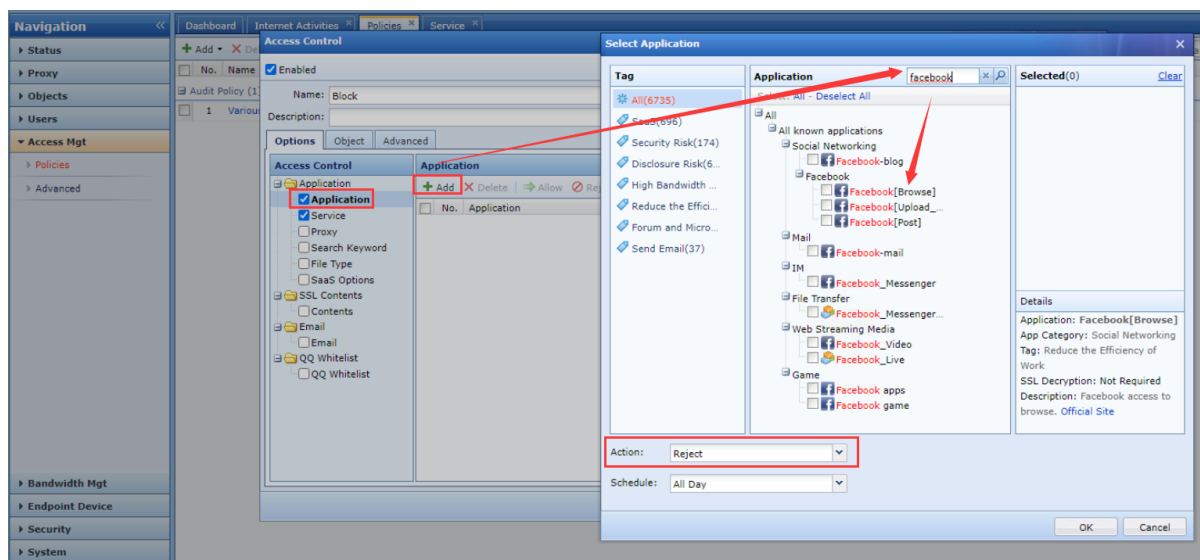 Navigation
Status
Proxy
Objects
Users
Access Mgt
Policies
Advanced
Bandwidth Mgt
Endpoint Device
Security
System
Dashboard
Internet Activities
Policies
Service
Add
No. Name
Audit Policy (1
1 Variou
Access Control
Enabled
Name: Block
Description:
Options Object Advanced
Access Control
Application
Application
Service
Proxy
Search Keyword
File Type
SaaS Options
SSL Contents
Contents
Email
Email
QQ Whitelist
QQ Whitelist
Application
Add Delete Allow Rej
No. Application
Select Application
Tag
All(6735)
SaaS(696)
Security Risk(174)
Disclosure Risk(6...
High Bandwidth ...
Reduce the Effici...
Forum and Micro...
Send Email(37)
Application
facebook
All - Deselect All
All
All known applications
Social Networking
Facebook-blog
Facebook
Facebook[Browse]
Facebook[Upload_...
Facebook[Post]
Mail
Facebook-mail
IM
Facebook_Messenger
File Transfer
Facebook_Messenger...
Web Streaming Media
Facebook_Video
Facebook_Live
Game
Facebook apps
Facebook game
Selected(0) Clear
Details
Application: Facebook[Browse]
App Category: Social Networking
Tag: Reduce the Efficiency of
Work
SSL Decryption: Not Required
Description: Facebook access to
browse. Official Site
Action: Reject
Schedule: All Day
OK Cancel